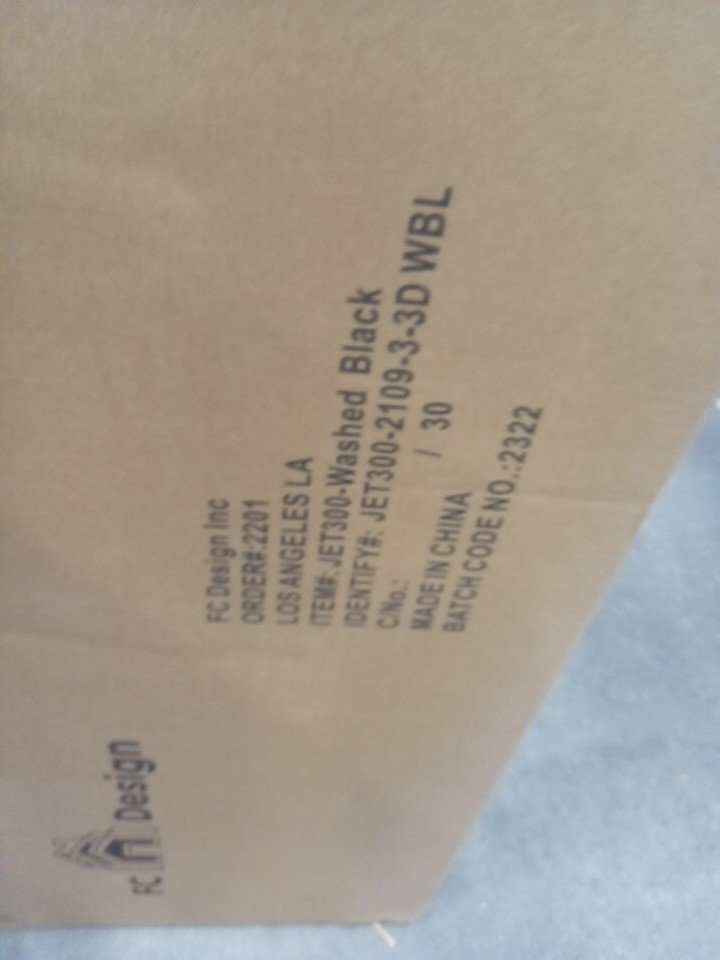 FC Design
FC Design Inc
ORDER#:2201
LOS ANGELES LA
ITEM#: JET300-Washed Black
IDENTIFY#: JET300-2109-3-3D WBL
C/No.: / 30
MADE IN CHINA
BATCH CODE NO.:2322